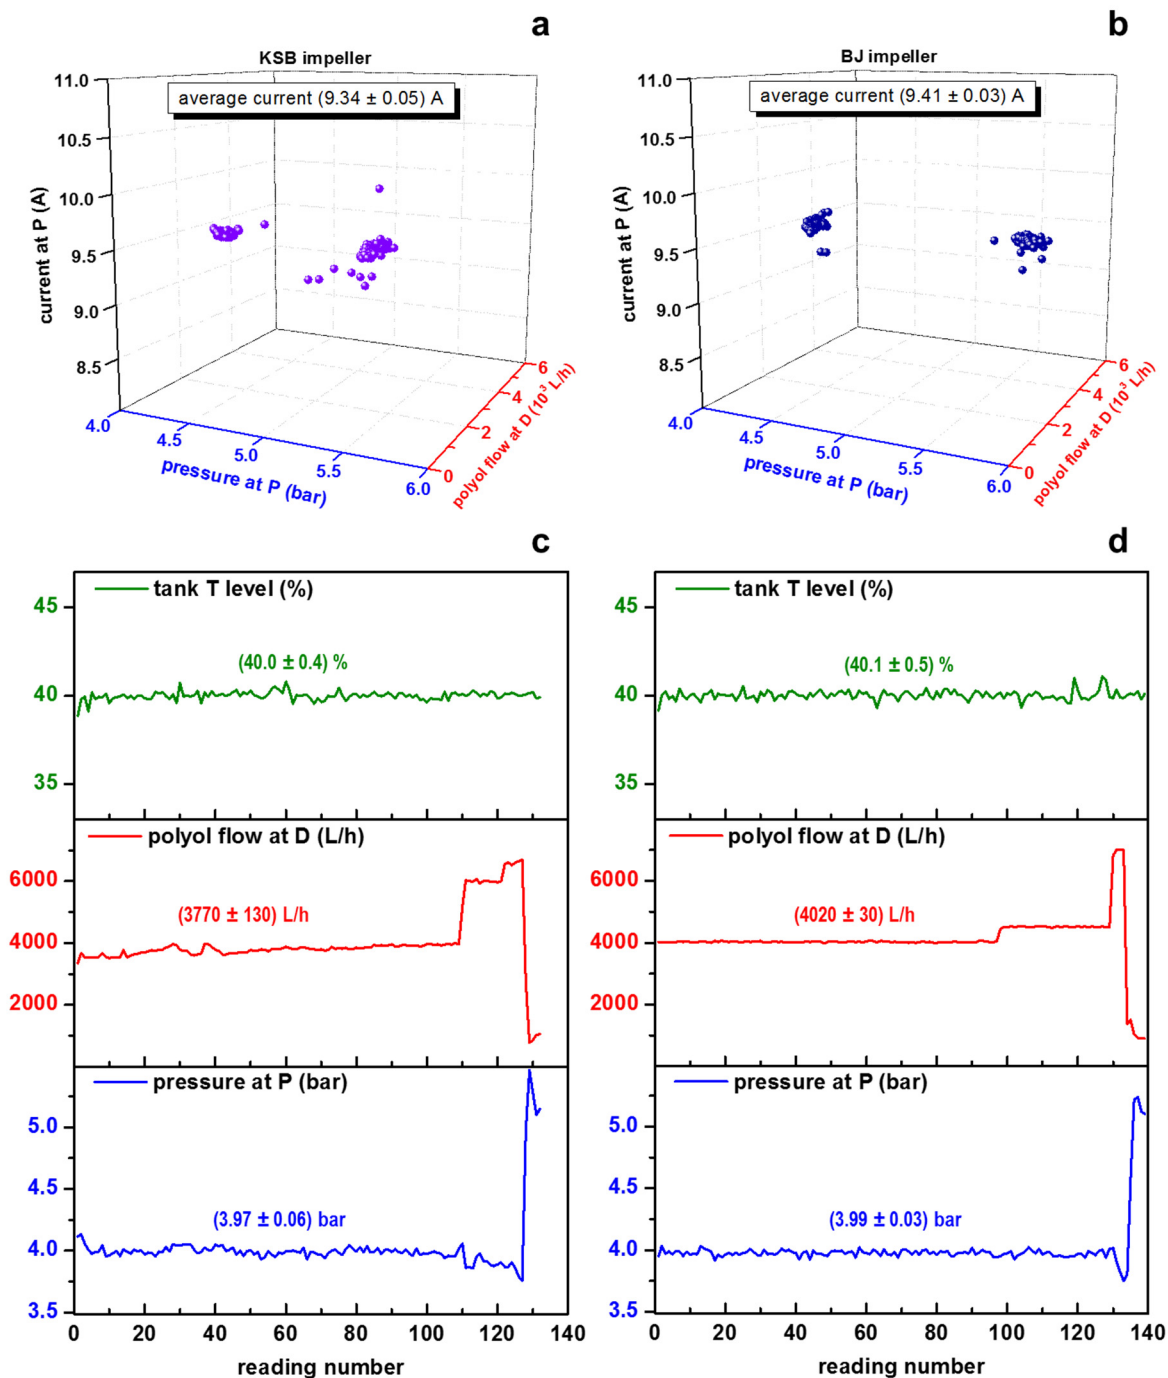 a
KSB impeller
average current (9.34 ± 0.05) A
11.0
10.5
10.0
9.5
9.0
8.5
current at P (A)
4.0
4.5
5.0
5.5
6.0
pressure at P (bar)
0
2
4
6
polyol flow at D (10³ L/h)
b
BJ impeller
average current (9.41 ± 0.03) A
11.0
10.5
10.0
9.5
9.0
8.5
current at P (A)
4.0
4.5
5.0
5.5
6.0
pressure at P (bar)
0
2
4
6
polyol flow at D (10³ L/h)
c
tank T level (%)
45
(40.0 ± 0.4) %
40
35
polyol flow at D (L/h)
6000
(3770 ± 130) L/h
4000
2000
pressure at P (bar)
5.0
4.5
(3.97 ± 0.06) bar
4.0
3.5
0 20 40 60 80 100 120 140
reading number
d
tank T level (%)
45
(40.1 ± 0.5) %
40
35
polyol flow at D (L/h)
6000
(4020 ± 30) L/h
4000
2000
pressure at P (bar)
5.0
4.5
(3.99 ± 0.03) bar
4.0
3.5
0 20 40 60 80 100 120 140
reading number